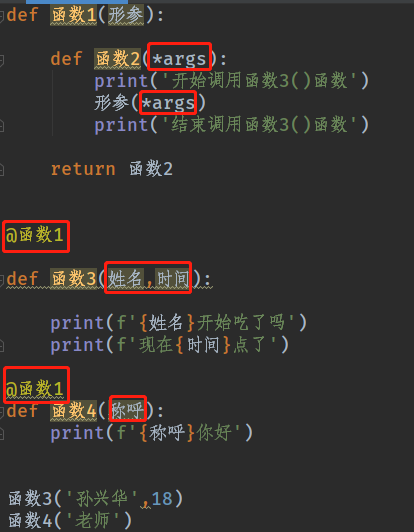 def 函数1(形参):
def 函数2(*args):
print('开始调用函数3()函数')
形参(*args)
print('结束调用函数3()函数')
return 函数2
@函数1
def 函数3(姓名,时间):
print(f'{姓名}开始吃了吗')
print(f'现在{时间}点了')
@函数1
def 函数4(称呼):
print(f'{称呼}你好')
函数3('孙兴华',18)
函数4('老师')